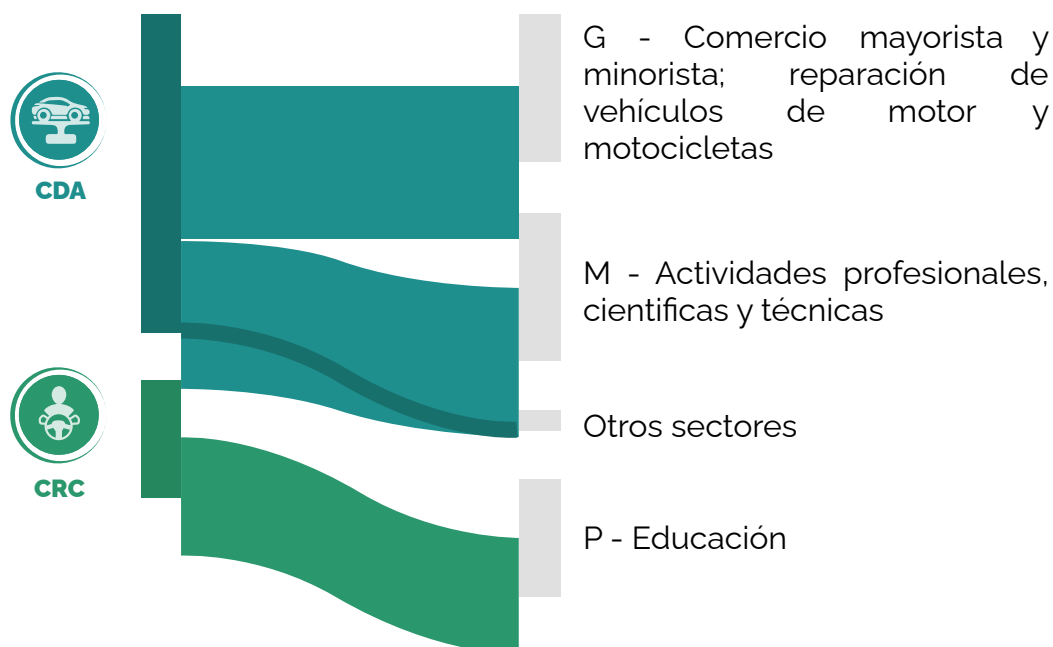 G - Comercio mayorista y
minorista; reparación de
vehículos de motor y
motocicletas
CDA
M - Actividades profesionales,
cientificas y técnicas
Otros sectores
CRC
P - Educación